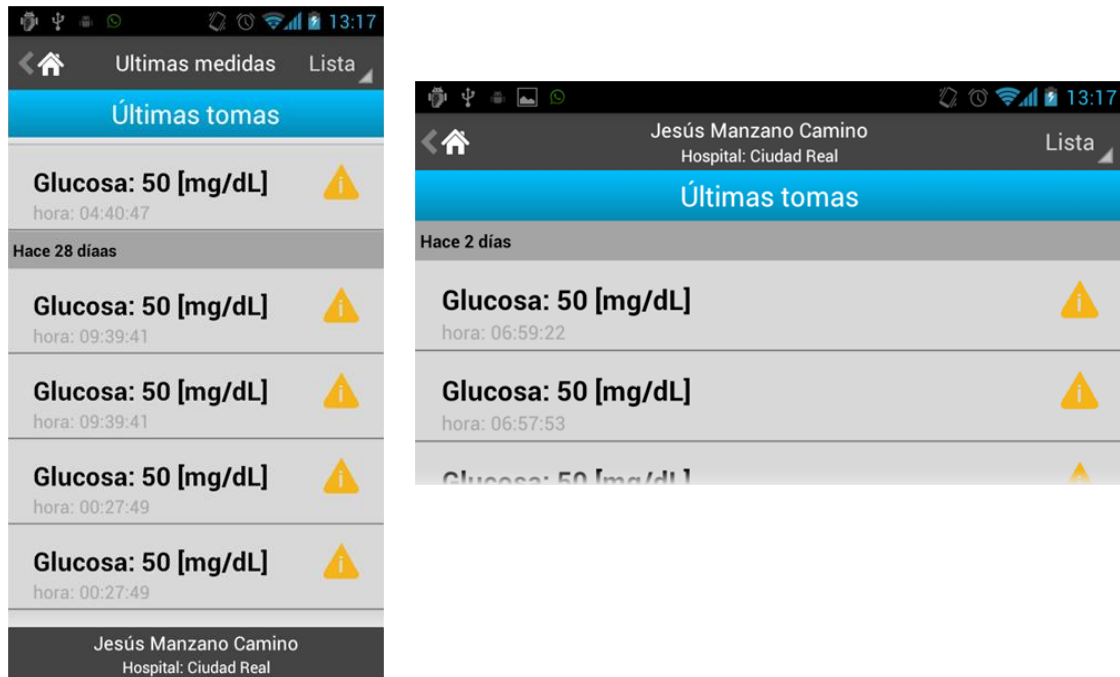 13:17
Ultimas medidas Lista
Últimas tomas
Glucosa: 50 [mg/dL]
hora: 04:40:47
Hace 28 díaas
Glucosa: 50 [mg/dL]
hora: 09:39:41
Glucosa: 50 [mg/dL]
hora: 09:39:41
Glucosa: 50 [mg/dL]
hora: 00:27:49
Glucosa: 50 [mg/dL]
hora: 00:27:49
Jesús Manzano Camino
Hospital: Ciudad Real
13:17
Jesús Manzano Camino
Hospital: Ciudad Real
Lista
Últimas tomas
Hace 2 días
Glucosa: 50 [mg/dL]
hora: 06:59:22
Glucosa: 50 [mg/dL]
hora: 06:57:53
Glucosa: 50 [mg/dL]